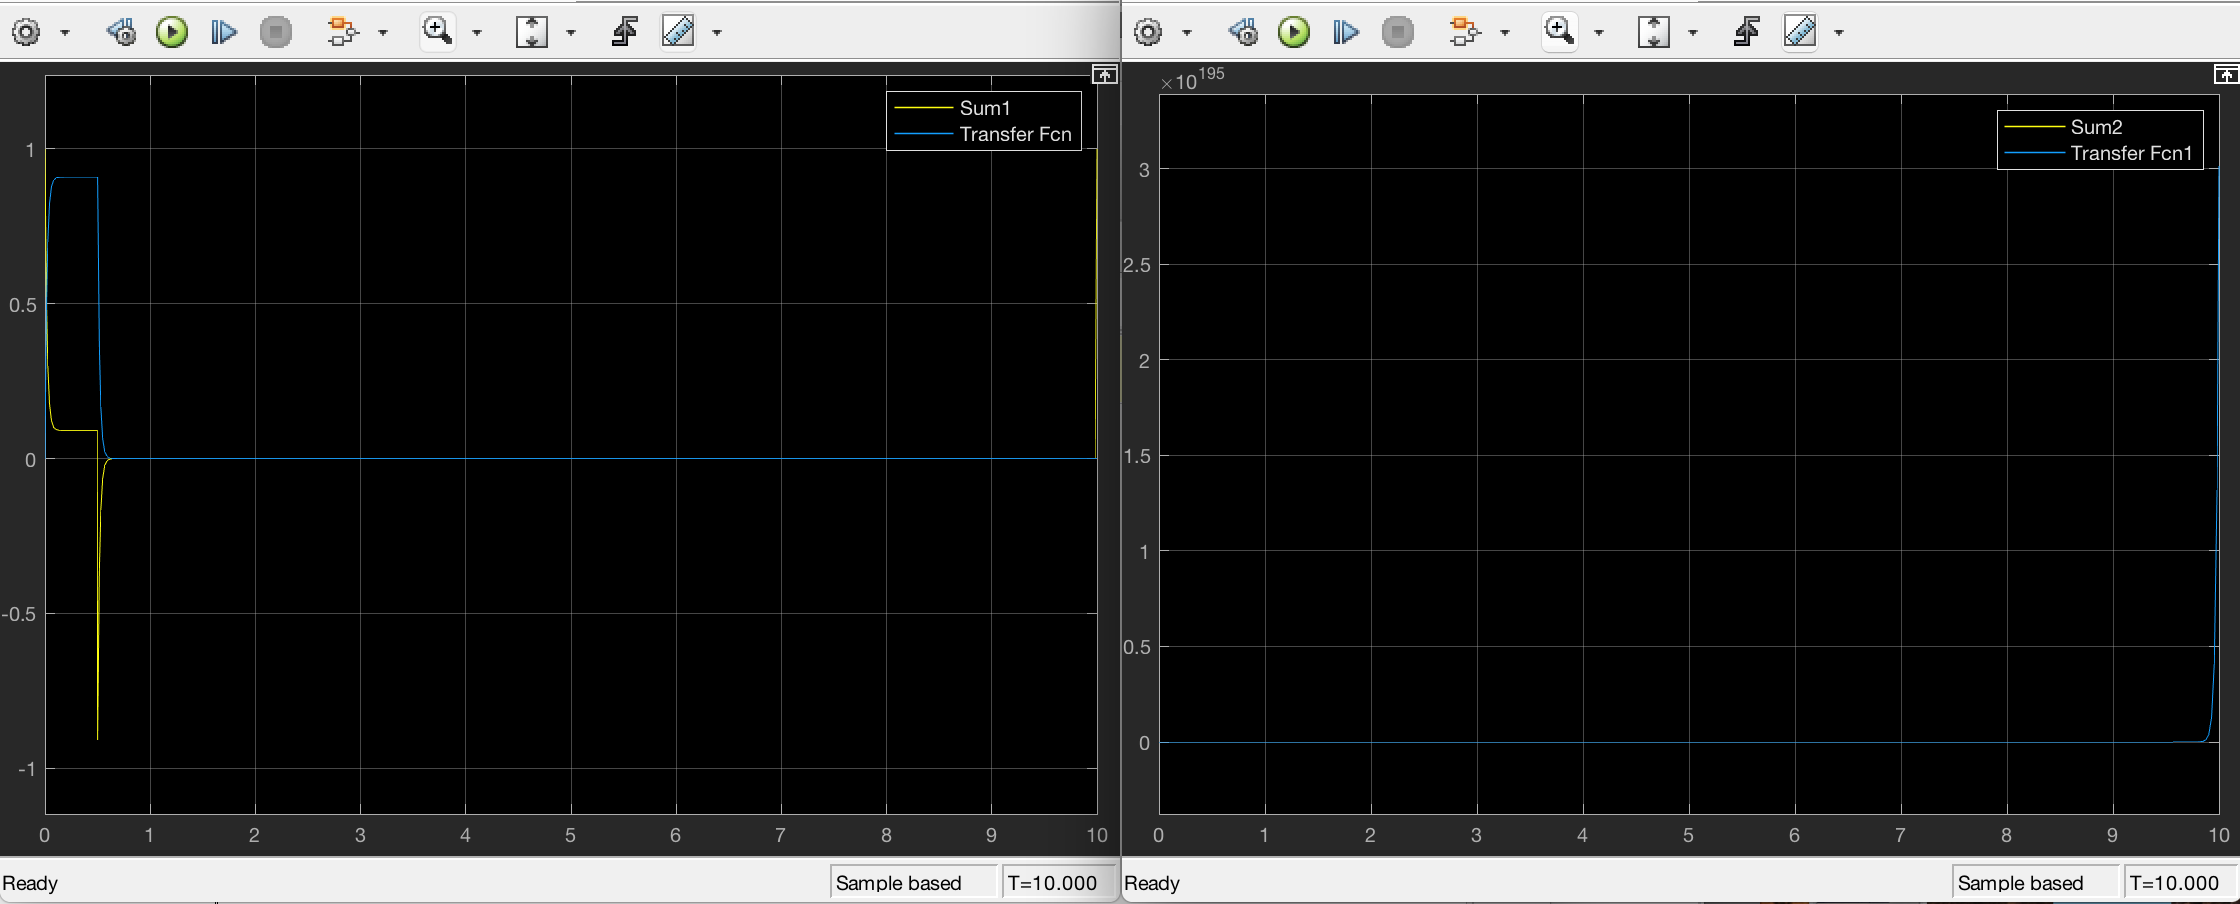 Sum1
Transfer Fcn
1
0.5
0
-0.5
-1
0 1 2 3 4 5 6 7 8 9 10
Ready
Sample based
T=10.000
×10^195
Sum2
Transfer Fcn1
3
2.5
2
1.5
1
0.5
0
0 1 2 3 4 5 6 7 8 9 10
Ready
Sample based
T=10.000